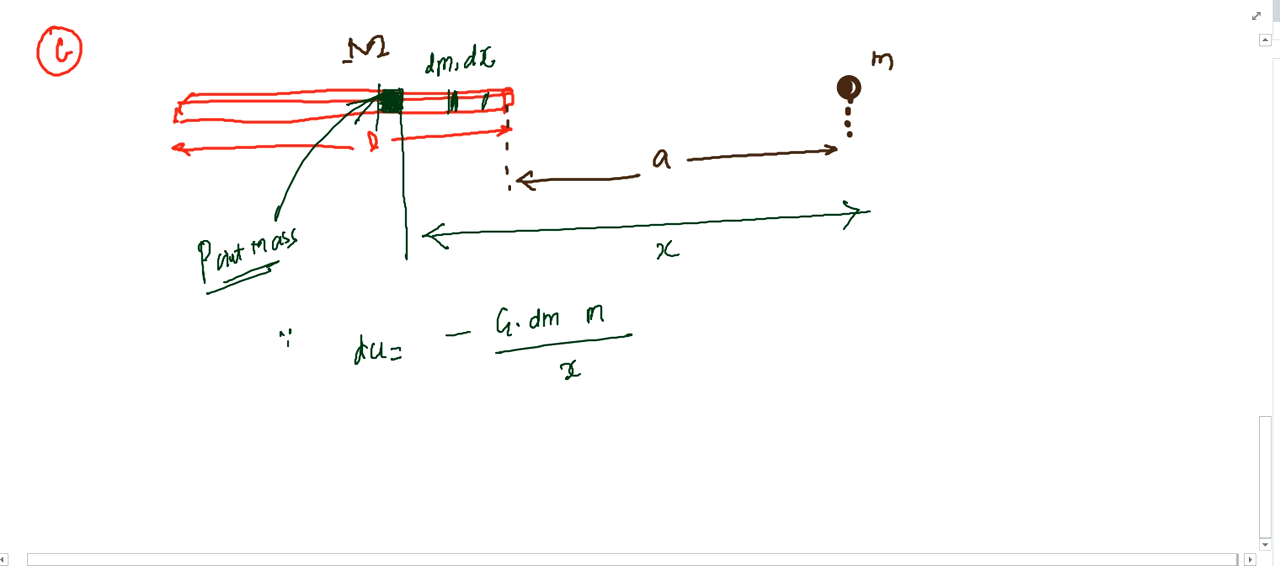 G
M
m
dm, dx
l
a
x
Point mass
∵ du = - G. dm m / x